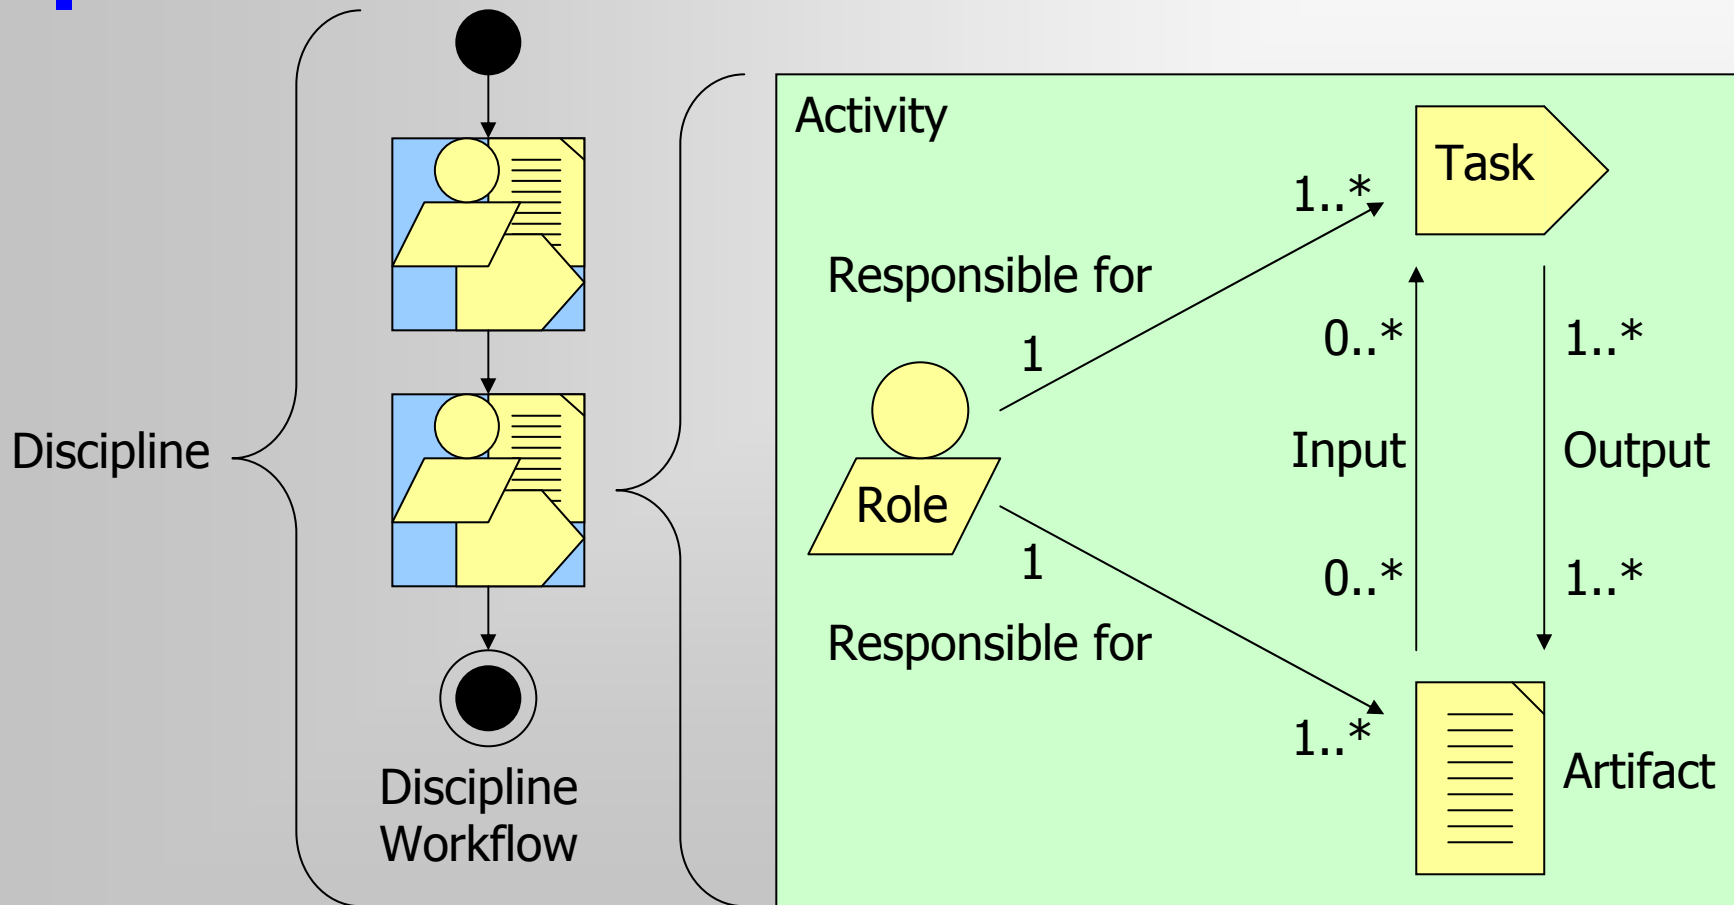 Discipline
Discipline
Workflow
Activity
Task
1..*
Responsible for
1
0..*
1..*
Input
Output
Role
1
0..*
1..*
Responsible for
1..*
Artifact